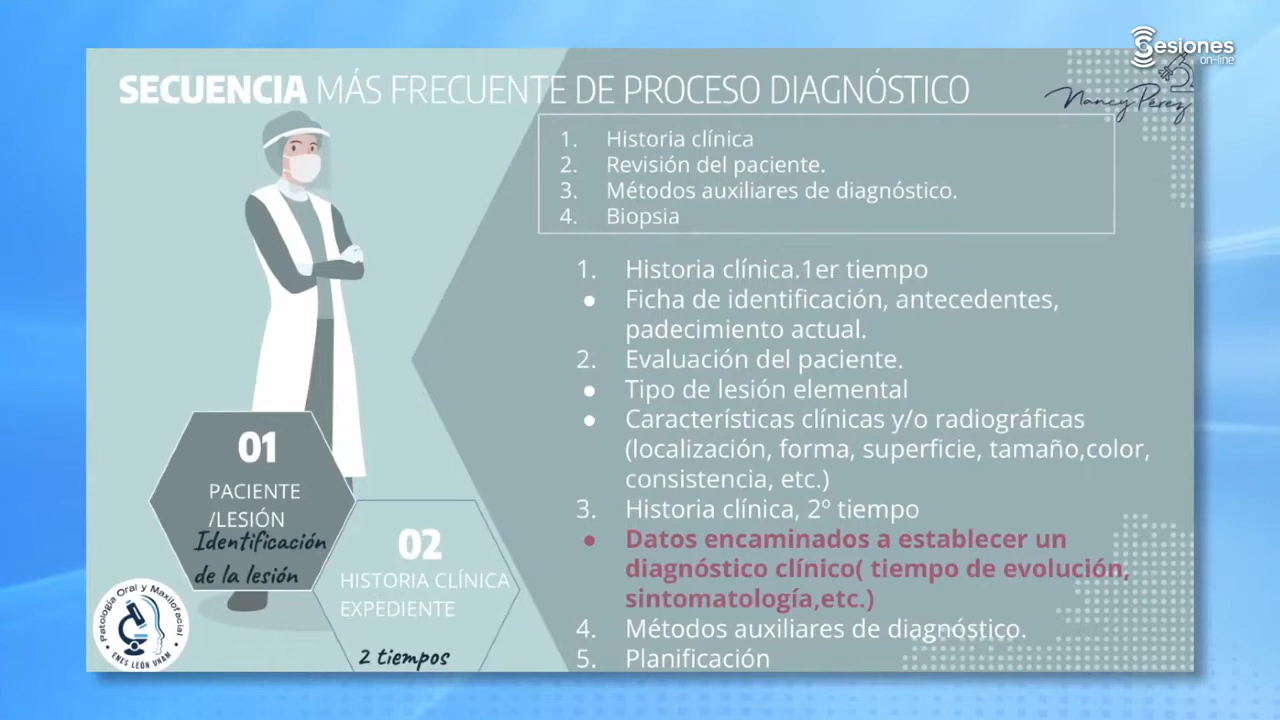 Sesiones
on-line
SECUENCIA MÁS FRECUENTE DE PROCESO DIAGNÓSTICO
Nancy Pérez
1. Historia clínica
2. Revisión del paciente.
3. Métodos auxiliares de diagnóstico.
4. Biopsia
1. Historia clínica.1er tiempo
● Ficha de identificación, antecedentes,
padecimiento actual.
2. Evaluación del paciente.
● Tipo de lesión elemental
● Características clínicas y/o radiográficas
(localización, forma, superficie, tamaño,color,
consistencia, etc.)
3. Historia clínica, 2º tiempo
● Datos encaminados a establecer un
diagnóstico clínico( tiempo de evolución,
sintomatología,etc.)
4. Métodos auxiliares de diagnóstico.
5. Planificación
01
PACIENTE
/LESIÓN
Identificación
de la lesión
02
HISTORIA CLÍNICA
EXPEDIENTE
2 tiempos
Patología Oral y Maxilofacial
ENES LEÓN UNAM